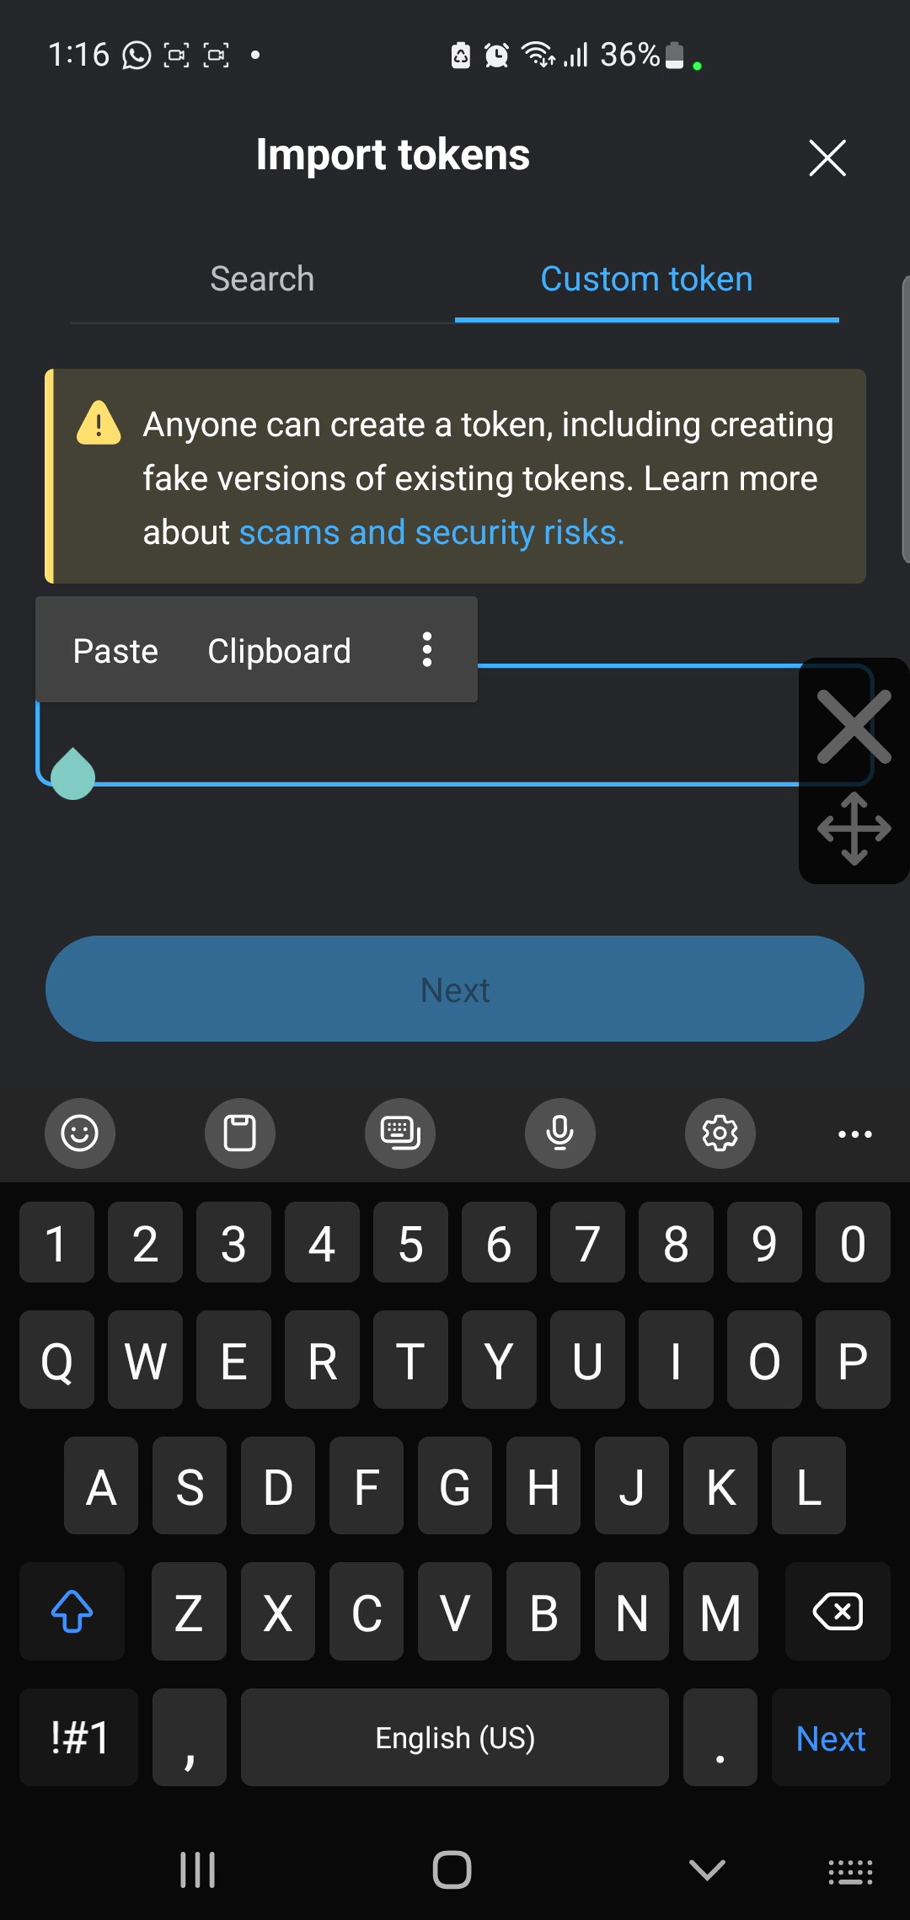 1:16 36%
Import tokens
Search Custom token
Anyone can create a token, including creating
fake versions of existing tokens. Learn more
about scams and security risks.
Paste Clipboard
Next
1 2 3 4 5 6 7 8 9 0
Q W E R T Y U I O P
A S D F G H J K L
Z X C V B N M
!#1 , English (US) . Next